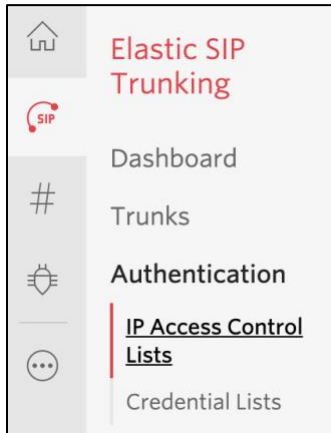 Elastic SIP
Trunking
SIP
Dashboard
#
Trunks
Authentication
IP Access Control
Lists
Credential Lists